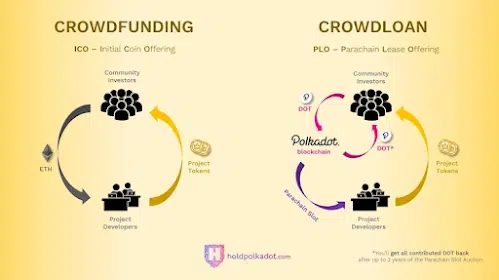 CROWDFUNDING
ICO – Initial Coin Offering
Community
Investors
ETH
Project
Tokens
Project
Developers
CROWDLOAN
PLO – Parachain Lease Offering
Community
Investors
DOT
Polkadot.
blockchain
DOT*
Parachain Slot
Project
Tokens
Project
Developers
holdpolkadot.com
*You'll get all contributed DOT back
after up to 2 years of the Parachain Slot Auction.